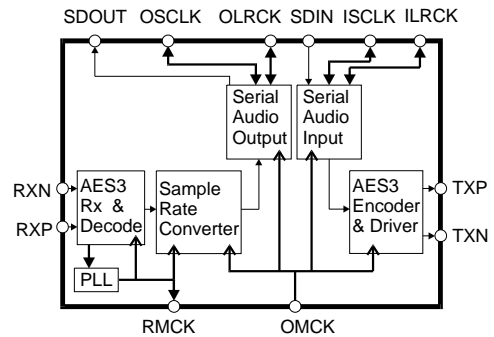 SDOUT OSCLK OLRCK SDIN ISCLK ILRCK
Serial
Audio
Output
Serial
Audio
Input
RXN
RXP
AES3
Rx &
Decode
Sample
Rate
Converter
AES3
Encoder
& Driver
TXP
TXN
PLL
RMCK
OMCK